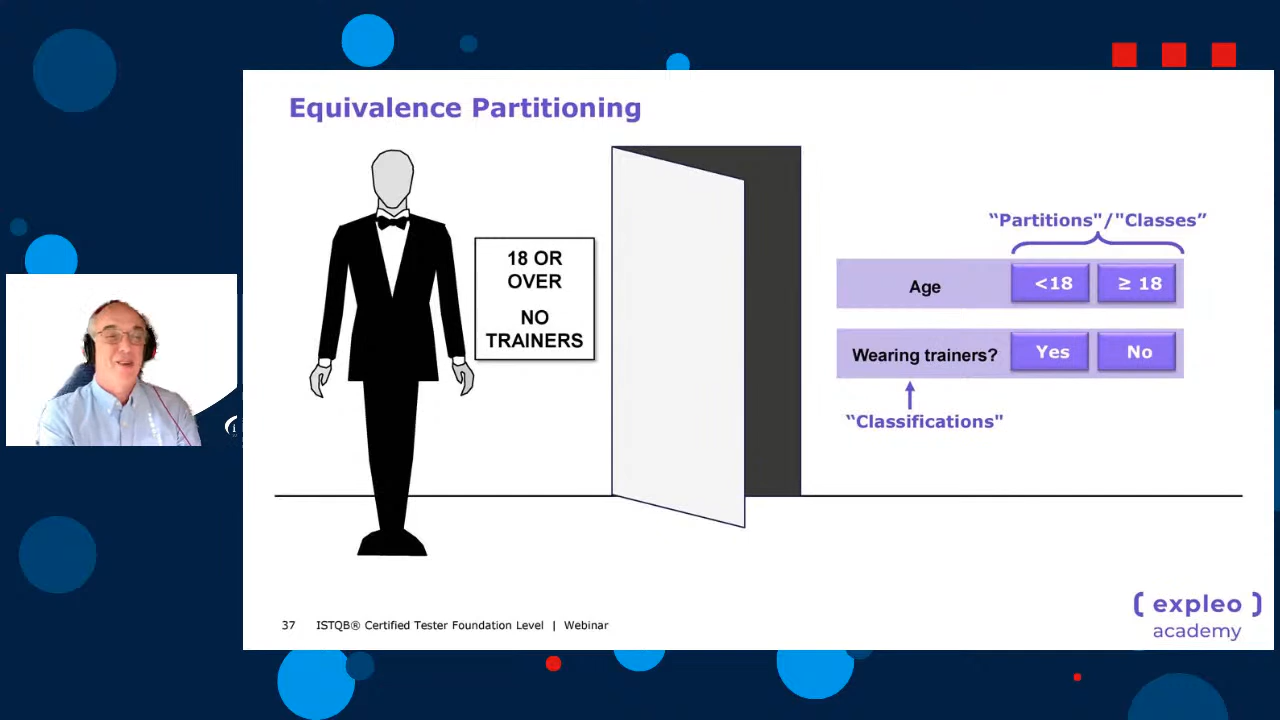 Equivalence Partitioning
18 OR
OVER
NO
TRAINERS
“Partitions"/"Classes”
Age <18 ≥ 18
Wearing trainers? Yes No
“Classifications"
37 ISTQB® Certified Tester Foundation Level | Webinar
( expleo )
academy